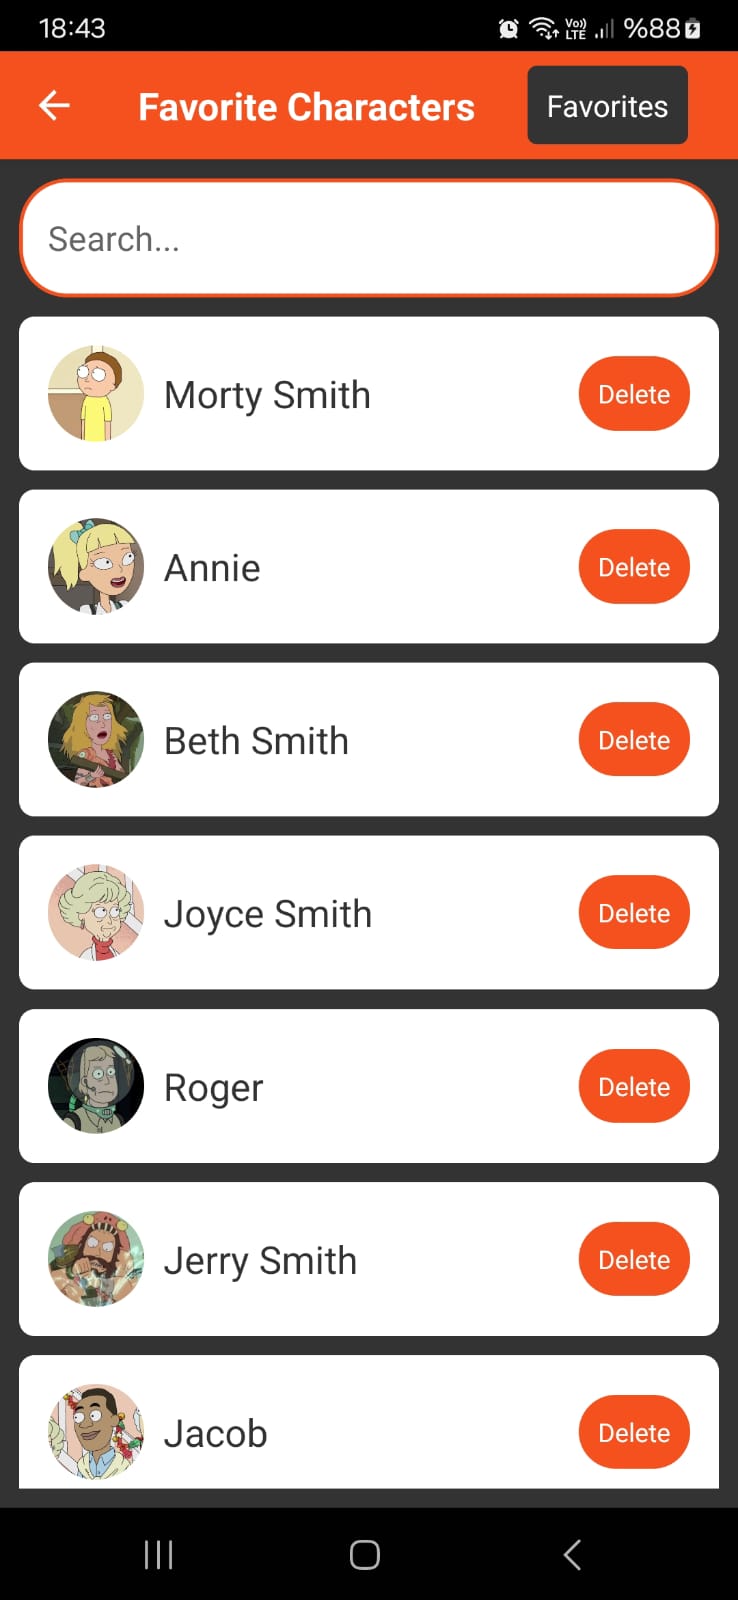 18:43 Vo)) LTE %88
Favorite Characters Favorites
Search...
Morty Smith Delete
Annie Delete
Beth Smith Delete
Joyce Smith Delete
Roger Delete
Jerry Smith Delete
Jacob Delete